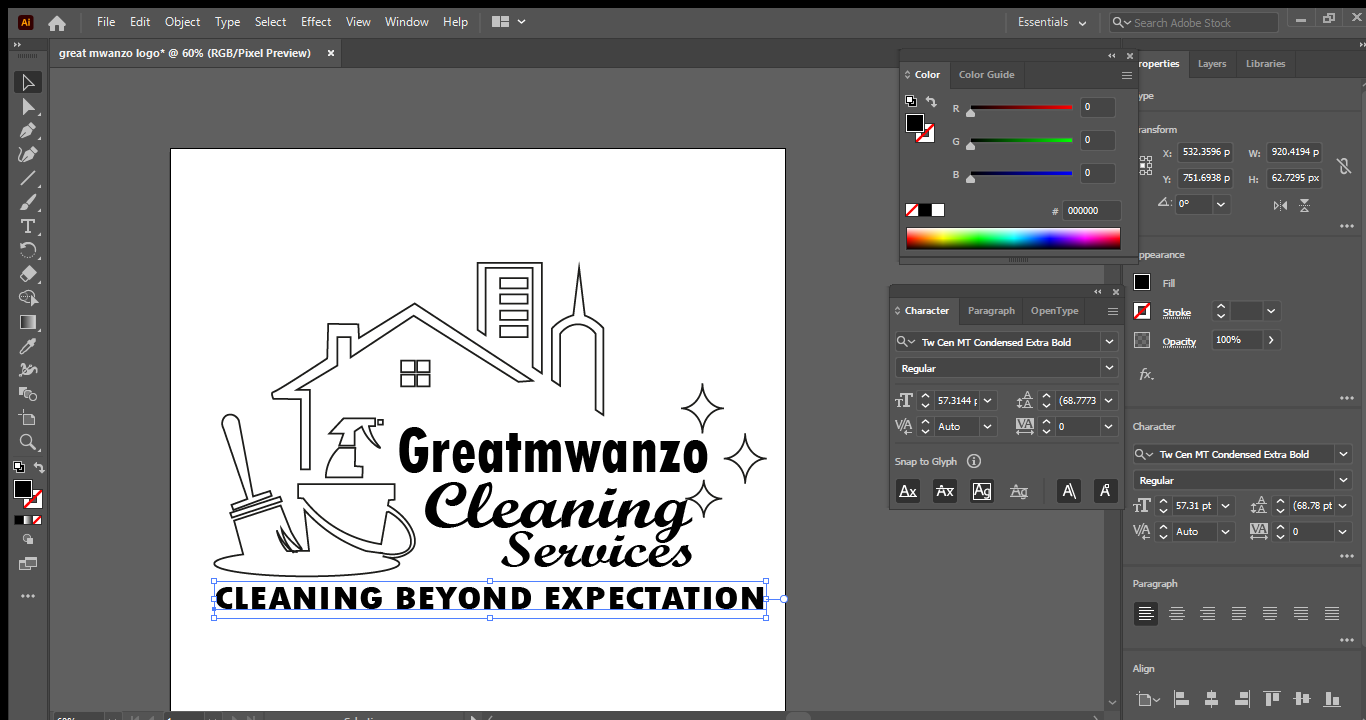 Ai File Edit Object Type Select Effect View Window Help Essentials Search Adobe Stock
great mwanzo logo* @ 60% (RGB/Pixel Preview) ×
Color Color Guide
R 0
G 0
B 0
# 000000
Properties Layers Libraries
Type
Transform
X: 532.3596 p W: 920.4194 p
Y: 751.6938 p H: 62.7295 px
0°
Appearance
Fill
Stroke
Opacity 100%
fx.
Character Paragraph OpenType
Tw Cen MT Condensed Extra Bold
Regular
57.3144 (68.7773
Auto 0
Snap to Glyph
Ax Ax Ag Ag A A
Character
Tw Cen MT Condensed Extra Bold
Regular
57.31 pt (68.78 pt
Auto 0
Paragraph
Align
Greatmwanzo
Cleaning
Services
CLEANING BEYOND EXPECTATION